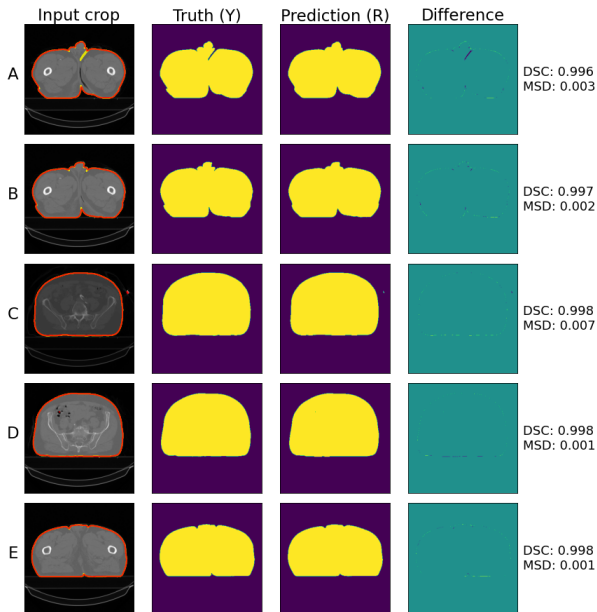 Input crop Truth (Y) Prediction (R) Difference
A DSC: 0.996
MSD: 0.003
B DSC: 0.997
MSD: 0.002
C DSC: 0.998
MSD: 0.007
D DSC: 0.998
MSD: 0.001
E DSC: 0.998
MSD: 0.001